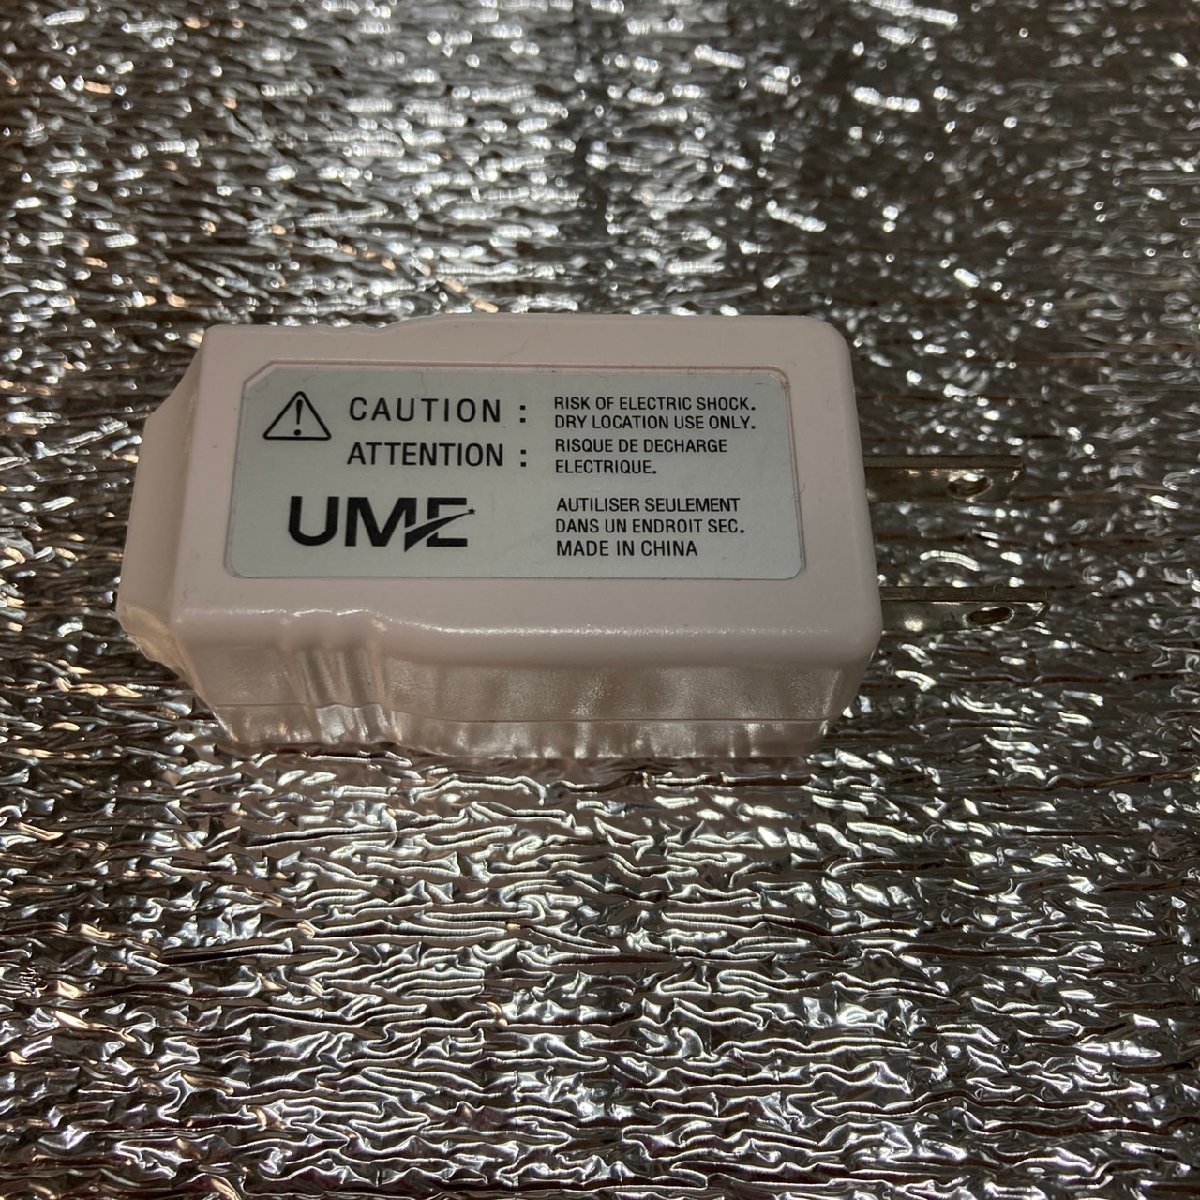 CAUTION : RISK OF ELECTRIC SHOCK.
DRY LOCATION USE ONLY.
ATTENTION : RISQUE DE DECHARGE
ELECTRIQUE.
UME
AUTILISER SEULEMENT
DANS UN ENDROIT SEC.
MADE IN CHINA